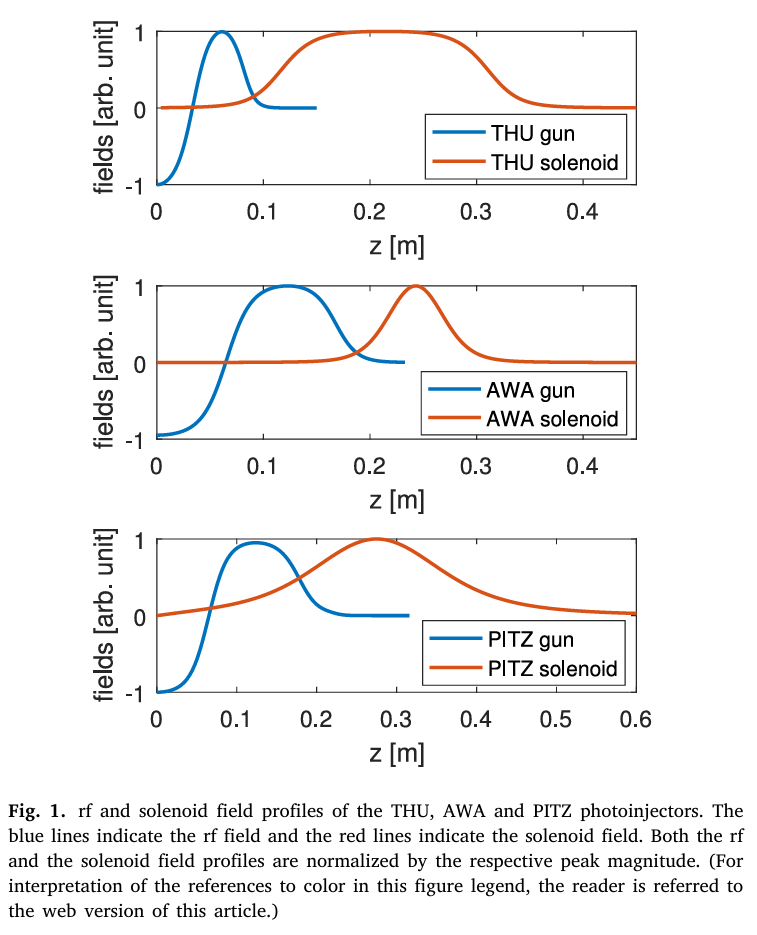 1
0
-1
fields [arb. unit]
THU gun
THU solenoid
0 0.1 0.2 0.3 0.4
z [m]
1
0
-1
fields [arb. unit]
AWA gun
AWA solenoid
0 0.1 0.2 0.3 0.4
z [m]
1
0
-1
fields [arb. unit]
PITZ gun
PITZ solenoid
0 0.1 0.2 0.3 0.4 0.5 0.6
z [m]
Fig. 1. rf and solenoid field profiles of the THU, AWA and PITZ photoinjectors. The
blue lines indicate the rf field and the red lines indicate the solenoid field. Both the rf
and the solenoid field profiles are normalized by the respective peak magnitude. (For
interpretation of the references to color in this figure legend, the reader is referred to
the web version of this article.)